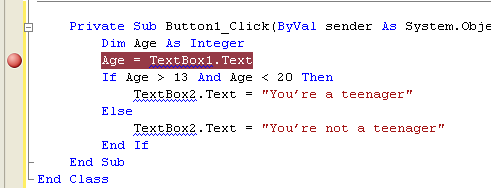 Private Sub Button1_Click(ByVal sender As System.Obje
Dim Age As Integer
Age = TextBox1.Text
If Age > 13 And Age < 20 Then
TextBox2.Text = "You're a teenager"
Else
TextBox2.Text = "You're not a teenager"
End If
End Sub
End Class